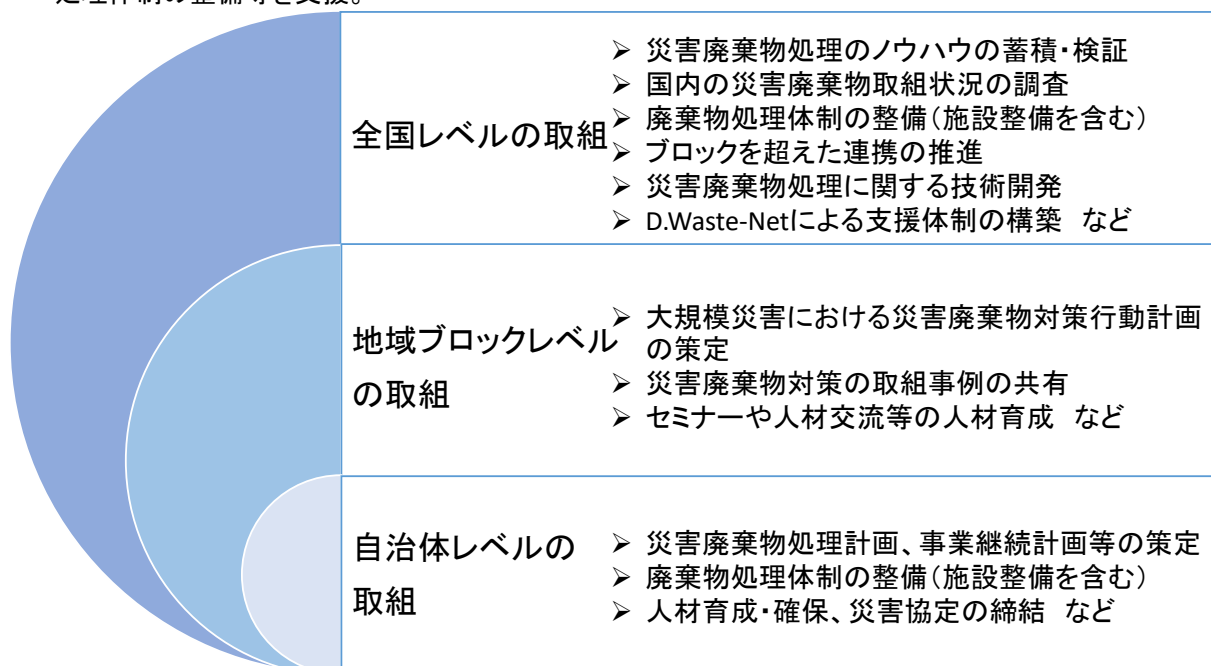 処理体制の整備等を支援。
全国レベルの取組
➢ 災害廃棄物処理のノウハウの蓄積・検証
➢ 国内の災害廃棄物取組状況の調査
➢ 廃棄物処理体制の整備（施設整備を含む）
➢ ブロックを超えた連携の推進
➢ 災害廃棄物処理に関する技術開発
➢ D.Waste-Netによる支援体制の構築 など
地域ブロックレベル
の取組
➢ 大規模災害における災害廃棄物対策行動計画
の策定
➢ 災害廃棄物対策の取組事例の共有
➢ セミナーや人材交流等の人材育成 など
自治体レベルの
取組
➢ 災害廃棄物処理計画、事業継続計画等の策定
➢ 廃棄物処理体制の整備（施設整備を含む）
➢ 人材育成・確保、災害協定の締結 など